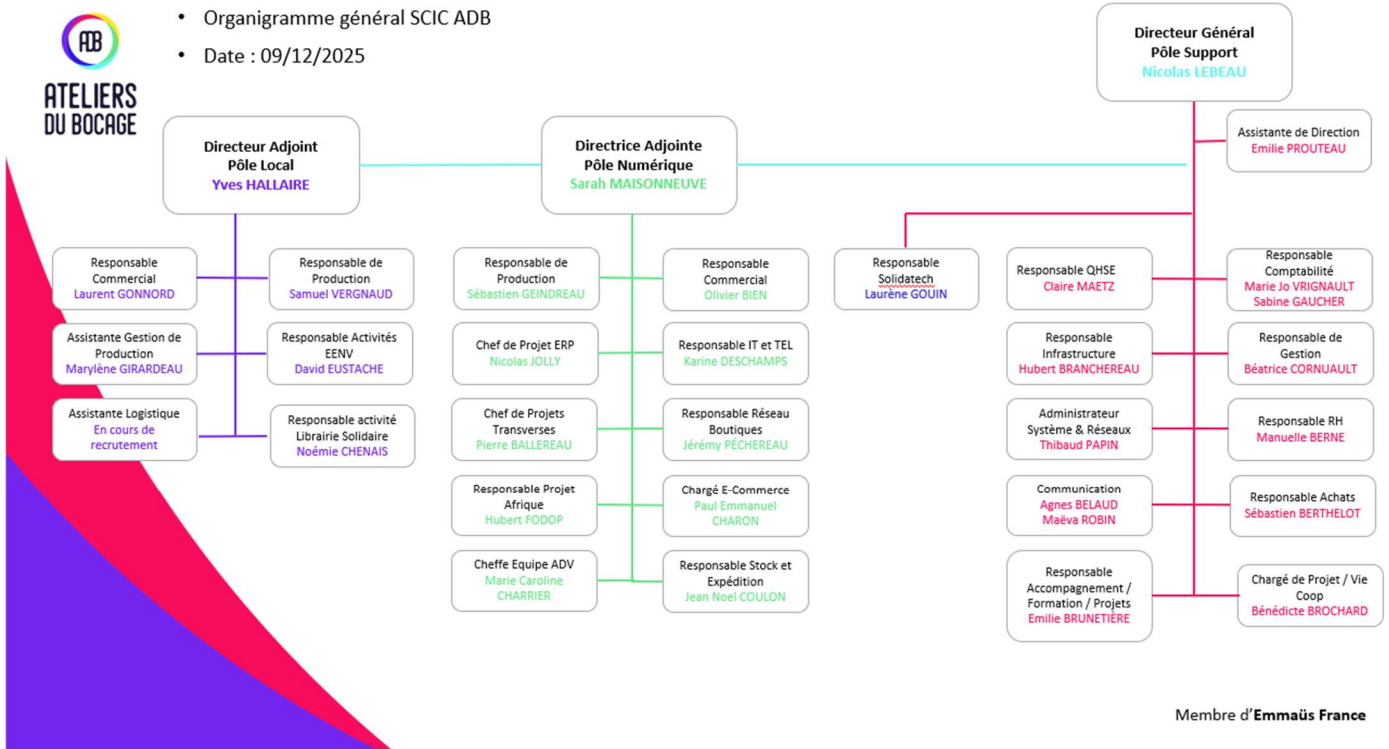 ADB
ATELIERS
DU BOCAGE
• Organigramme général SCIC ADB
• Date : 09/12/2025
Directeur Général
Pôle Support
Nicolas LEBEAU
Assistante de Direction
Emilie PROUTEAU
Directeur Adjoint
Pôle Local
Yves HALLAIRE
Directrice Adjointe
Pôle Numérique
Sarah MAISONNEUVE
Responsable
Commercial
Laurent GONNORD
Responsable de
Production
Samuel VERGNAUD
Assistante Gestion de
Production
Marylène GIRARDEAU
Responsable Activités
EENV
David EUSTACHE
Assistante Logistique
En cours de
recrutement
Responsable activité
Librairie Solidaire
Noémie CHENAIS
Responsable de
Production
Sébastien GEINDREAU
Responsable
Commercial
Olivier BIEN
Chef de Projet ERP
Nicolas JOLLY
Responsable IT et TEL
Karine DESCHAMPS
Chef de Projets
Transverses
Pierre BALLEREAU
Responsable Réseau
Boutiques
Jérémy PÉCHEREAU
Responsable Projet
Afrique
Hubert FODOP
Chargé E-Commerce
Paul Emmanuel
CHARON
Cheffe Equipe ADV
Marie Caroline
CHARRIER
Responsable Stock et
Expédition
Jean Noel COULON
Responsable
Solidatech
Laurène GOUIN
Responsable QHSE
Claire MAETZ
Responsable
Comptabilité
Marie Jo VRIGNAULT
Sabine GAUCHER
Responsable
Infrastructure
Hubert BRANCHEREAU
Responsable de
Gestion
Béatrice CORNUAULT
Administrateur
Système & Réseaux
Thibaud PAPIN
Responsable RH
Manuelle BERNE
Communication
Agnes BELAUD
Maëva ROBIN
Responsable Achats
Sébastien BERTHELOT
Responsable
Accompagnement /
Formation / Projets
Emilie BRUNETIÈRE
Chargé de Projet / Vie
Coop
Bénédicte BROCHARD
Membre d'Emmaüs France